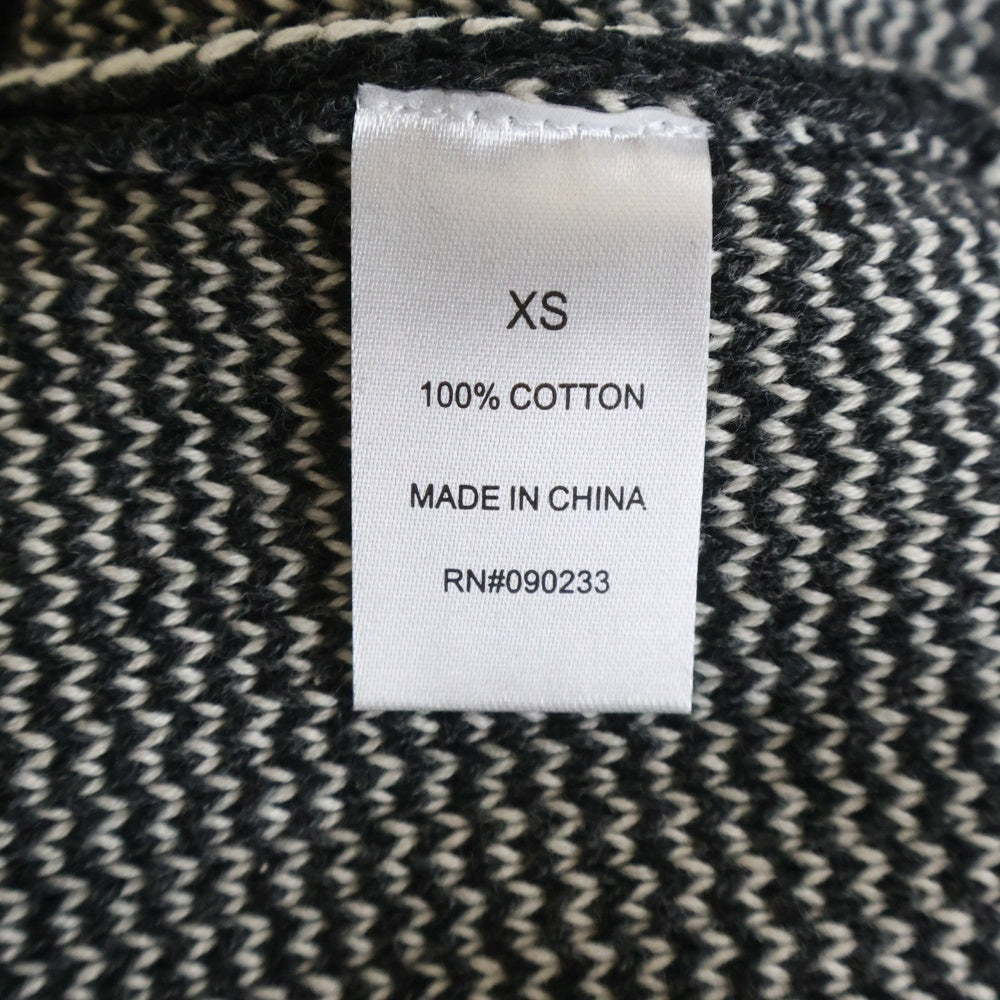 XS
100% COTTON
MADE IN CHINA
RN#090233